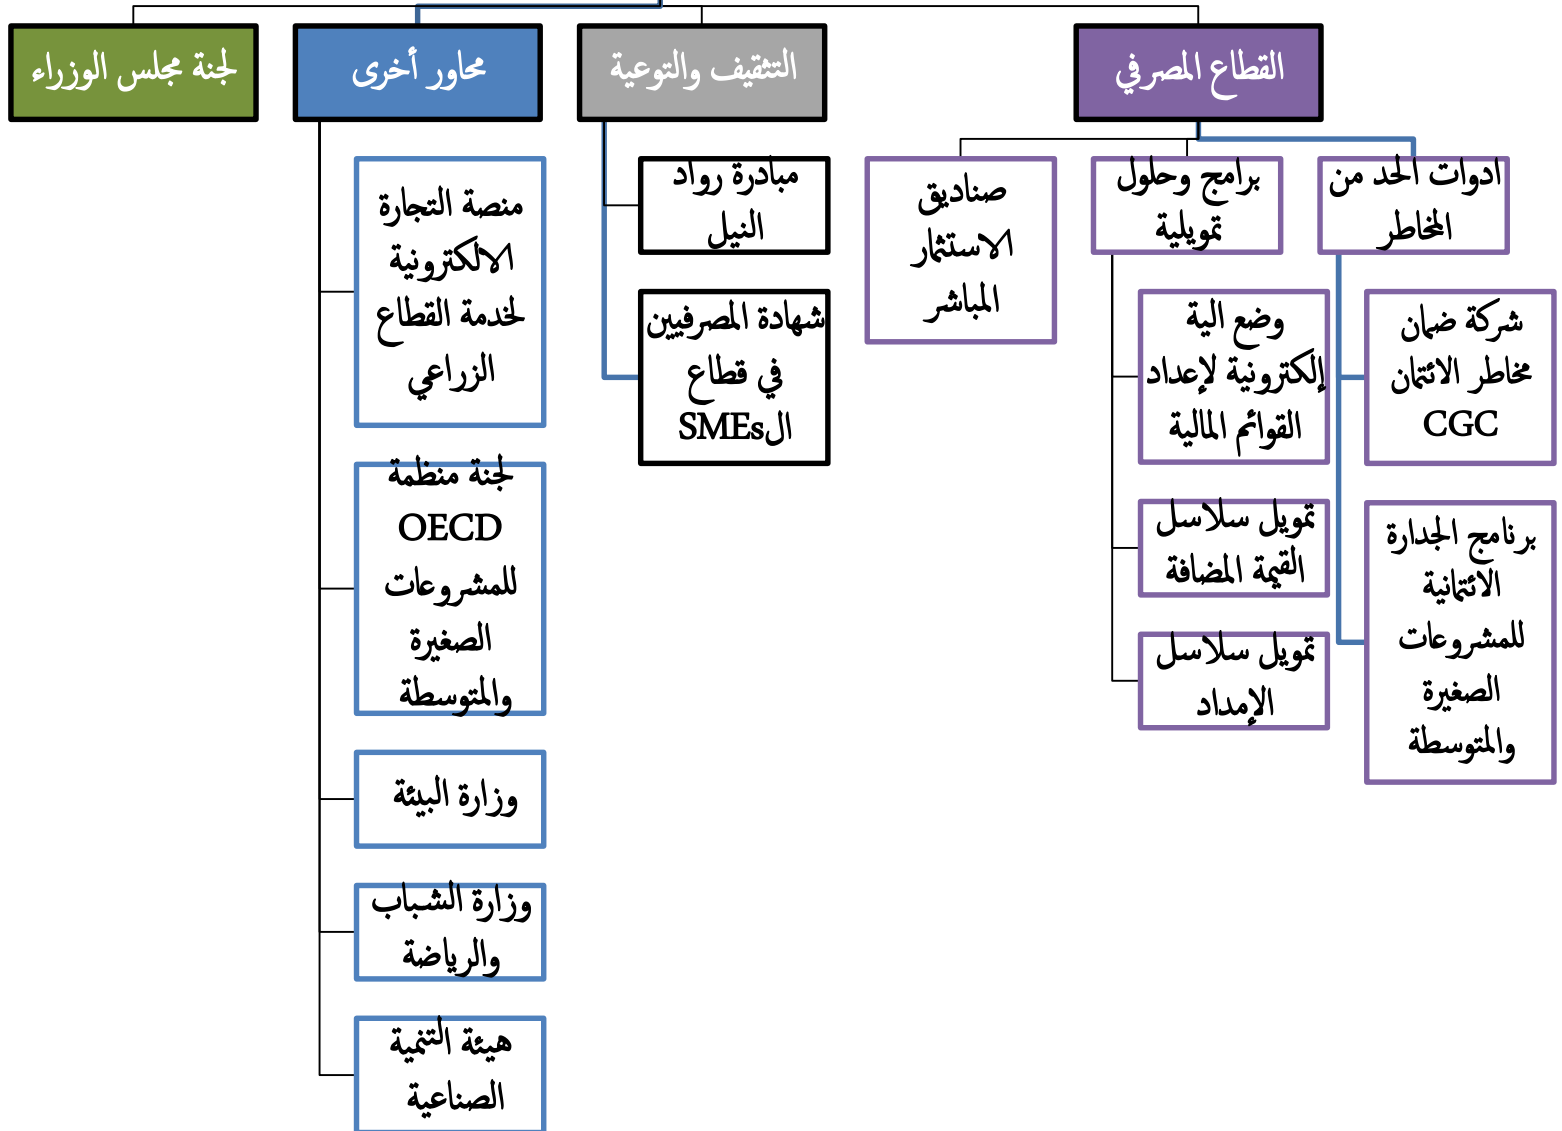 القطاع المصرفي
التثقيف والتوعية
محاور أخرى
لجنة مجلس الوزراء
ادوات الحد من
المخاطر
شركة ضمان
مخاطر الائتمان
CGC
برنامج الجدارة
الائتمانية
للمشروعات
الصغيرة
والمتوسطة
برامج وحلول
تمويلية
وضع الية
إلكترونية لإعداد
القوائم المالية
تمويل سلاسل
القيمة المضافة
تمويل سلاسل
الإمداد
صناديق
الاستثمار
المباشر
مبادرة رواد
النيل
شهادة المصرفيين
في قطاع
الSMEs
منصة التجارة
الالكترونية
لخدمة القطاع
الزراعي
لجنة منظمة
OECD
للمشروعات
الصغيرة
والمتوسطة
وزارة البيئة
وزارة الشباب
والرياضة
هيئة التنمية
الصناعية